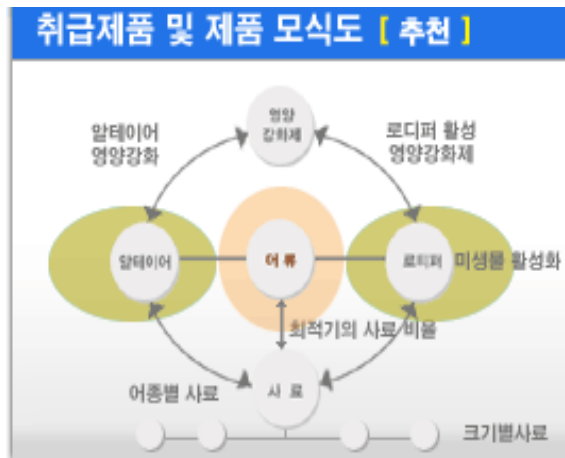 취급제품 및 제품 모식도 [ 추천 ]
영양
강화제
알테이어
영양강화
로디퍼 활성
영양강화제
알테이어
어류
로디퍼
미생물 활성화
최적기의 사료 비율
어종별 사료
사료
크기별사료